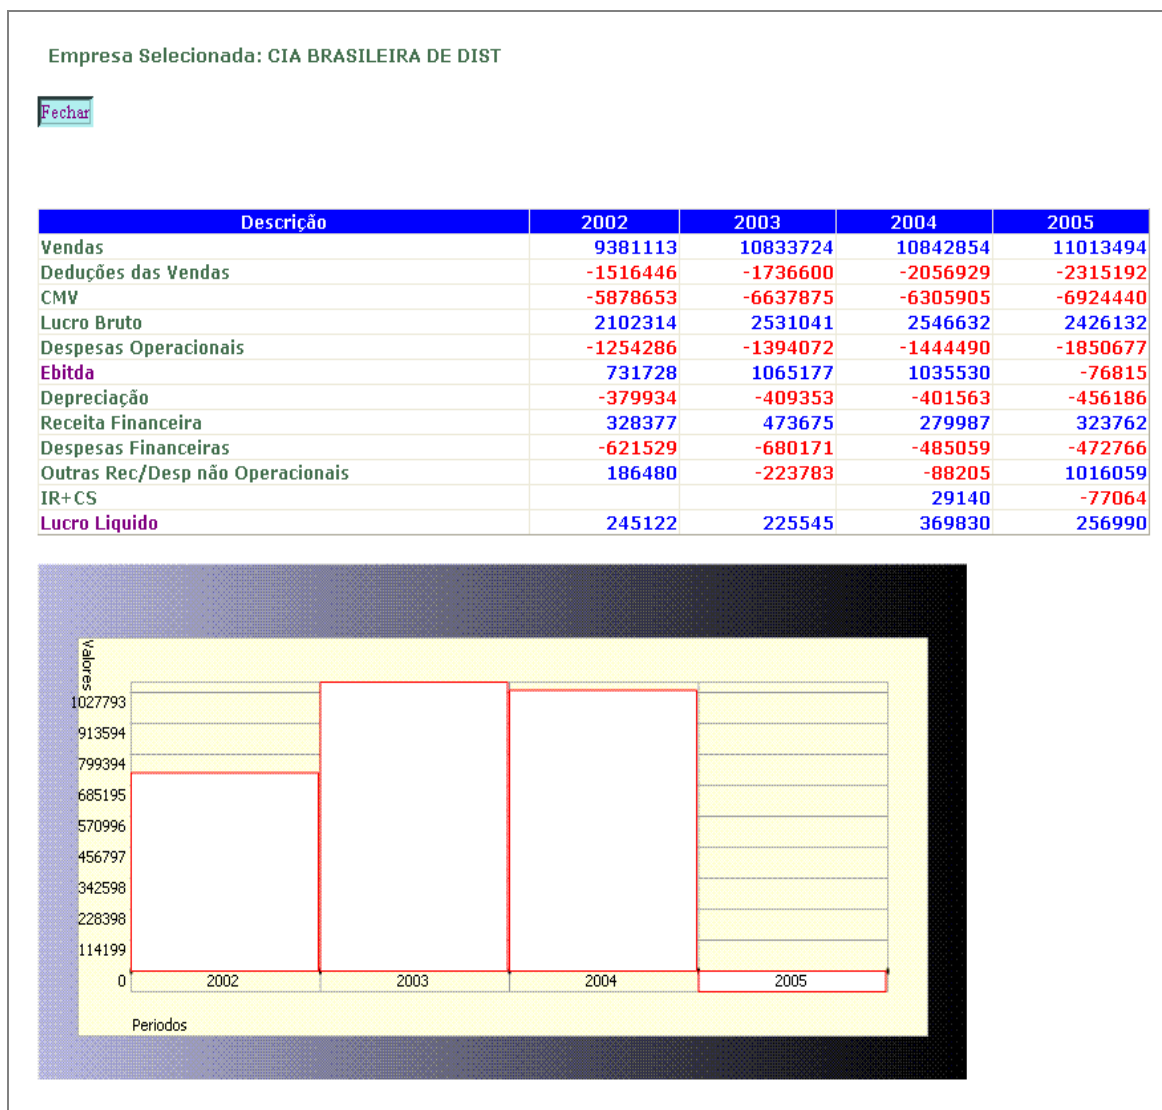 Empresa Selecionada: CIA BRASILEIRA DE DIST
Fechar
Descrição 2002 2003 2004 2005
Vendas 9381113 10833724 10842854 11013494
Deduções das Vendas -1516446 -1736600 -2056929 -2315192
CMV -5878653 -6637875 -6305905 -6924440
Lucro Bruto 2102314 2531041 2546632 2426132
Despesas Operacionais -1254286 -1394072 -1444490 -1850677
Ebitda 731728 1065177 1035530 -76815
Depreciação -379934 -409353 -401563 -456186
Receita Financeira 328377 473675 279987 323762
Despesas Financeiras -621529 -680171 -485059 -472766
Outras Rec/Desp não Operacionais 186480 -223783 -88205 1016059
IR+CS 29140 -77064
Lucro Liquido 245122 225545 369830 256990
Valores
1027793
913594
799394
685195
570996
456797
342598
228398
114199
0 2002 2003 2004 2005
Periodos